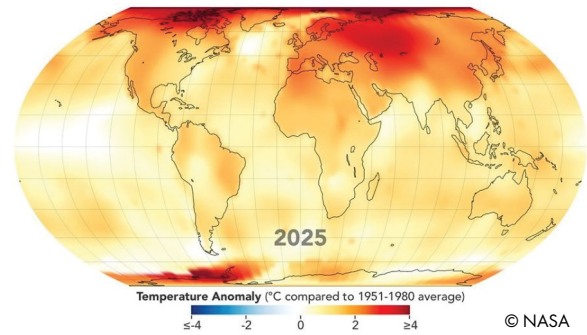 2025
Temperature Anomaly (°C compared to 1951-1980 average)
≤-4 -2 0 2 ≥4
© NASA